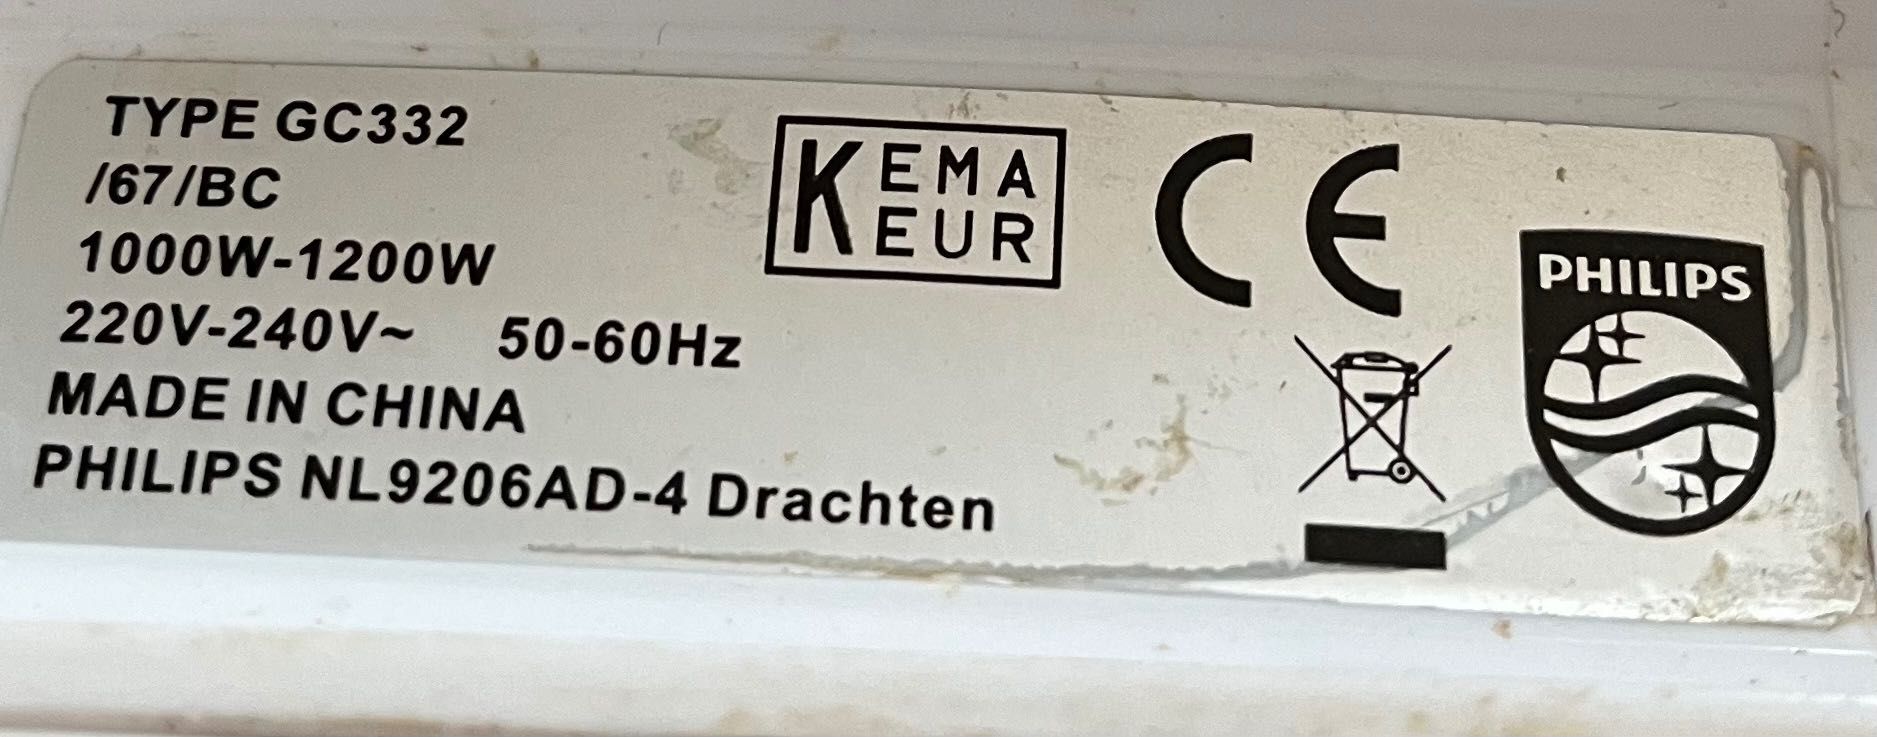 TYPE GC332
/67/BC
1000W-1200W
220V-240V~ 50-60Hz
MADE IN CHINA
PHILIPS NL9206AD-4 Drachten
KEMA
EUR
CE
PHILIPS